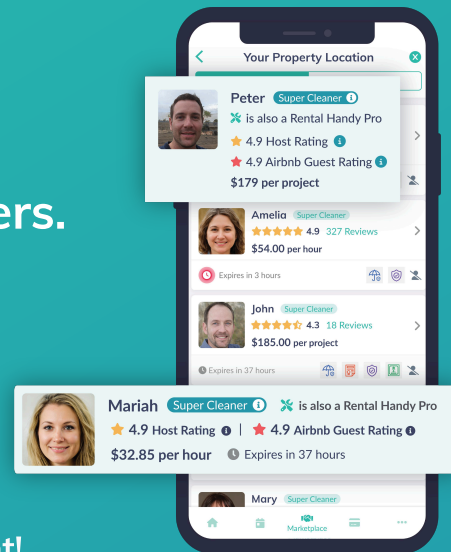 Your Property Location
Peter Super Cleaner i
is also a Rental Handy Pro
4.9 Host Rating i
4.9 Airbnb Guest Rating i
$179 per project
ers.
Amelia Super Cleaner
4.9 327 Reviews
$54.00 per hour
Expires in 3 hours
John Super Cleaner
4.3 18 Reviews
$185.00 per project
Expires in 37 hours
Mariah Super Cleaner i is also a Rental Handy Pro
4.9 Host Rating i | 4.9 Airbnb Guest Rating i
$32.85 per hour Expires in 37 hours
Mary Super Cleaner
Marketplace
t!